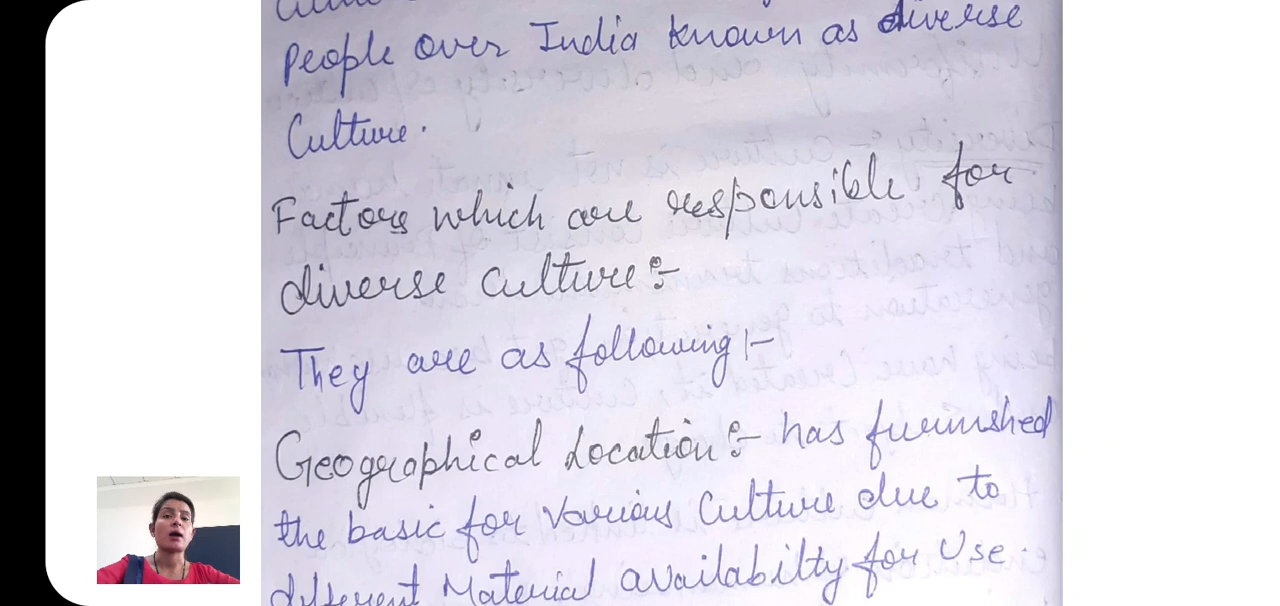 People over India known as diverse
Culture.
Factors which are responsible for
diverse culture:-
They are as following :-
Geographical Location:- has furnished
the basic for various Culture due to
different Material availabilty for Use.